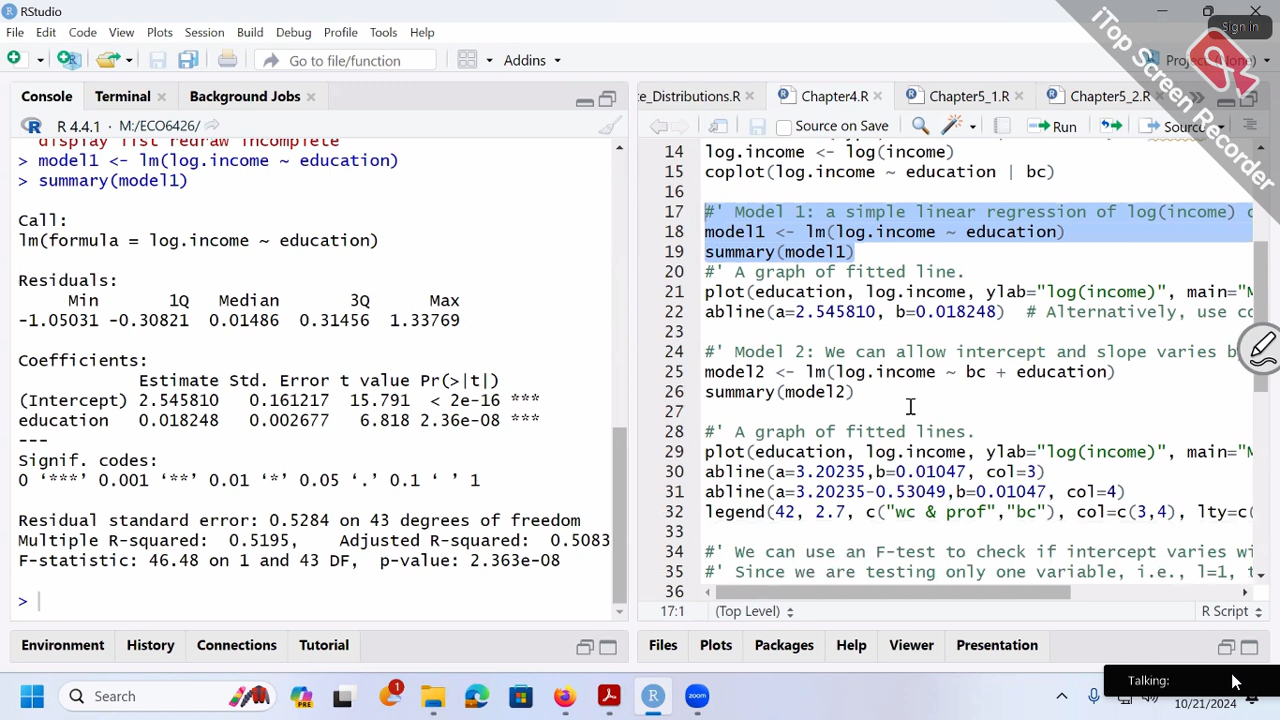 RStudio
Sign in
iTop Screen Recorder
File Edit Code View Plots Session Build Debug Profile Tools Help
Go to file/function
Addins
Console Terminal Background Jobs
R 4.4.1 · M:/ECO6426/
display list redraw incomplete
> model1 <- lm(log.income ~ education)
> summary(model1)
Call:
lm(formula = log.income ~ education)
Residuals:
Min 1Q Median 3Q Max
-1.05031 -0.30821 0.01486 0.31456 1.33769
Coefficients:
Estimate Std. Error t value Pr(>|t|)
(Intercept) 2.545810 0.161217 15.791 < 2e-16 ***
education 0.018248 0.002677 6.818 2.36e-08 ***
---
Signif. codes:
0 ‘***’ 0.001 ‘**’ 0.01 ‘*’ 0.05 ‘.’ 0.1 ‘ ’ 1
Residual standard error: 0.5284 on 43 degrees of freedom
Multiple R-squared: 0.5195, Adjusted R-squared: 0.5083
F-statistic: 46.48 on 1 and 43 DF, p-value: 2.363e-08
>
e_Distributions.R Chapter4.R Chapter5_1.R Chapter5_2.R
Source on Save Run Source
14 log.income <- log(income)
15 coplot(log.income ~ education | bc)
16
17 #' Model 1: a simple linear regression of log(income)
18 model1 <- lm(log.income ~ education)
19 summary(model1)
20 #' A graph of fitted line.
21 plot(education, log.income, ylab="log(income)", main="
22 abline(a=2.545810, b=0.018248) # Alternatively, use co
23
24 #' Model 2: We can allow intercept and slope varies b
25 model2 <- lm(log.income ~ bc + education)
26 summary(model2)
27
28 #' A graph of fitted lines.
29 plot(education, log.income, ylab="log(income)", main="
30 abline(a=3.20235,b=0.01047, col=3)
31 abline(a=3.20235-0.53049,b=0.01047, col=4)
32 legend(42, 2.7, c("wc & prof","bc"), col=c(3,4), lty=c(
33
34 #' We can use an F-test to check if intercept varies wi
35 #' Since we are testing only one variable, i.e., l=1, t
36
17:1 (Top Level) R Script
Environment History Connections Tutorial
Files Plots Packages Help Viewer Presentation
Talking:
Search
PRE
1
zoom
10/21/2024